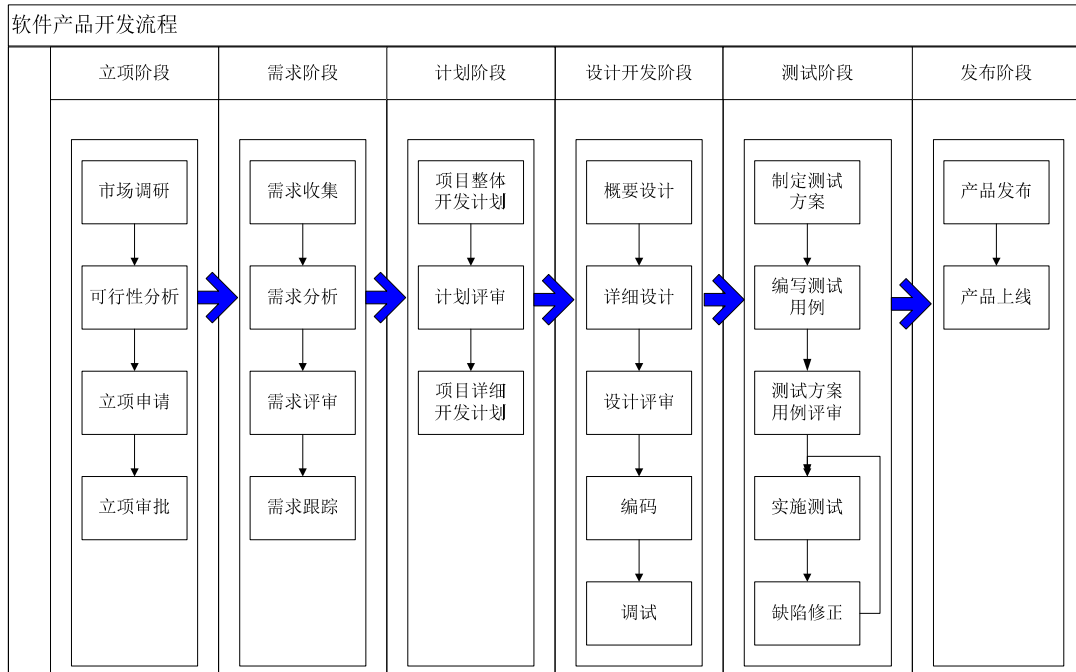 软件产品开发流程
立项阶段
需求阶段
计划阶段
设计开发阶段
测试阶段
发布阶段
市场调研
可行性分析
立项申请
立项审批
需求收集
需求分析
需求评审
需求跟踪
项目整体
开发计划
计划评审
项目详细
开发计划
概要设计
详细设计
设计评审
编码
调试
制定测试
方案
编写测试
用例
测试方案
用例评审
实施测试
缺陷修正
产品发布
产品上线